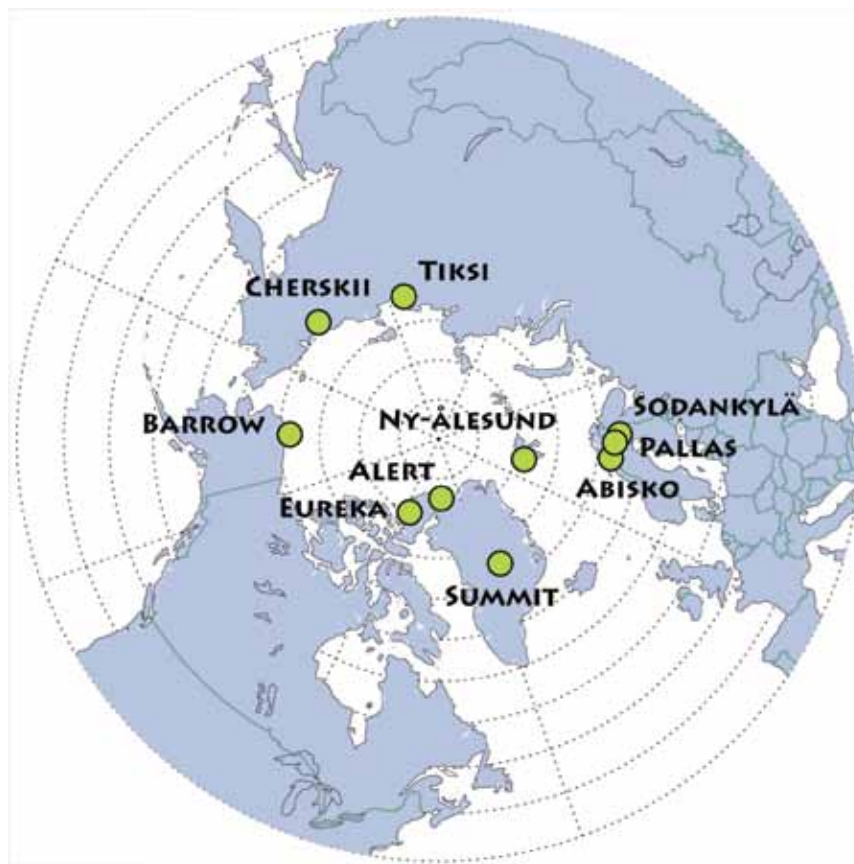 TIKSI
CHERSKII
BARROW
NY-ÅLESUND
SODANKYLÄ
PALLAS
ALERT
ABISKO
EUREKA
SUMMIT